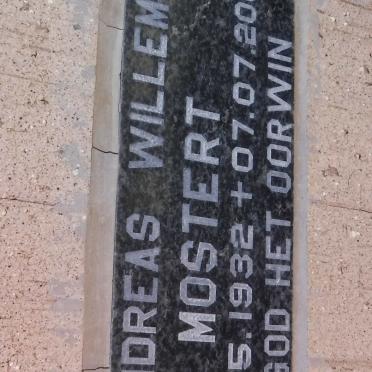 DREAS WILLEM
MOSTERT
5.1932 + 07.07.20
GOD HET OORWIN